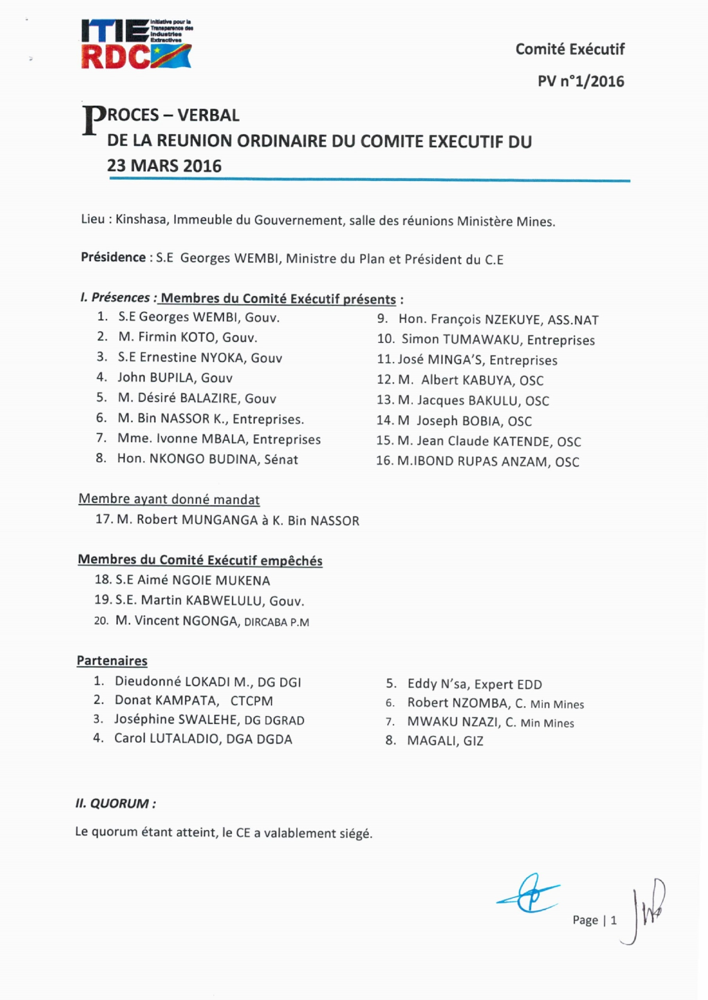 ITIE Initiative pour la
Transparence des
Industries
Extractives
RDC
Comité Exécutif
PV n°1/2016
PROCES – VERBAL
DE LA REUNION ORDINAIRE DU COMITE EXECUTIF DU
23 MARS 2016
Lieu : Kinshasa, Immeuble du Gouvernement, salle des réunions Ministère Mines.
Présidence : S.E Georges WEMBI, Ministre du Plan et Président du C.E
I. Présences : Membres du Comité Exécutif présents :
1. S.E Georges WEMBI, Gouv.
2. M. Firmin KOTO, Gouv.
3. S.E Ernestine NYOKA, Gouv
4. John BUPILA, Gouv
5. M. Désiré BALAZIRE, Gouv
6. M. Bin NASSOR K., Entreprises.
7. Mme. Ivonne MBALA, Entreprises
8. Hon. NKONGO BUDINA, Sénat
9. Hon. François NZEKUYE, ASS.NAT
10. Simon TUMAWAKU, Entreprises
11. José MINGA'S, Entreprises
12. M. Albert KABUYA, OSC
13. M. Jacques BAKULU, OSC
14. M Joseph BOBIA, OSC
15. M. Jean Claude KATENDE, OSC
16. M.IBOND RUPAS ANZAM, OSC
Membre ayant donné mandat
17. M. Robert MUNGANGA à K. Bin NASSOR
Membres du Comité Exécutif empêchés
18. S.E Aimé NGOIE MUKENA
19. S.E. Martin KABWELULU, Gouv.
20. M. Vincent NGONGA, DIRCABA P.M
Partenaires
1. Dieudonné LOKADI M., DG DGI
2. Donat KAMPATA, CTCPM
3. Joséphine SWALEHE, DG DGRAD
4. Carol LUTALADIO, DGA DGDA
5. Eddy N'sa, Expert EDD
6. Robert NZOMBA, C. Min Mines
7. MWAKU NZAZI, C. Min Mines
8. MAGALI, GIZ
II. QUORUM :
Le quorum étant atteint, le CE a valablement siégé.
Page | 1